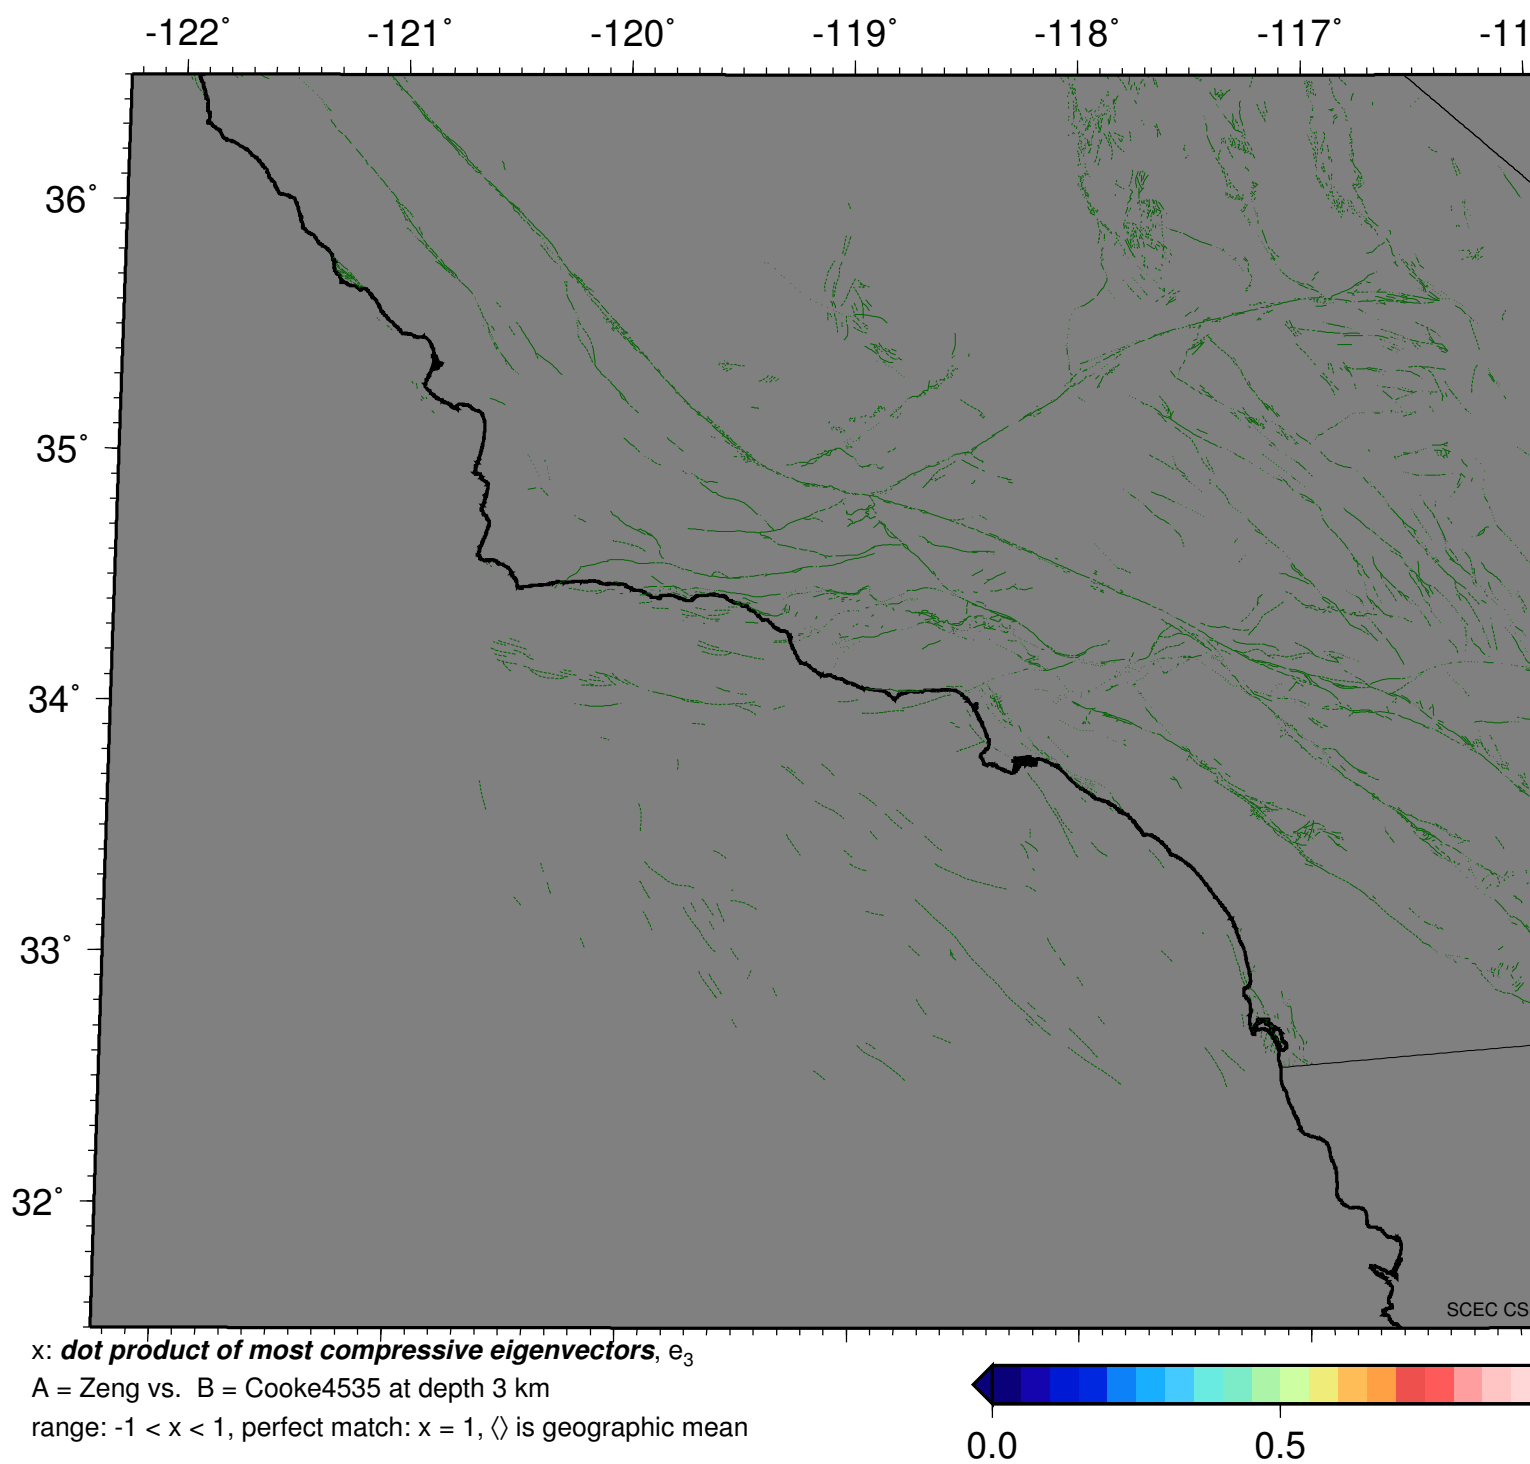 -122° -121° -120° -119° -118° -117° -11
36°
35°
34°
33°
32°
SCEC CS
x: dot product of most compressive eigenvectors, e3
A = Zeng vs. B = Cooke4535 at depth 3 km
range: -1 < x < 1, perfect match: x = 1, ⟨⟩ is geographic mean
0.0 0.5